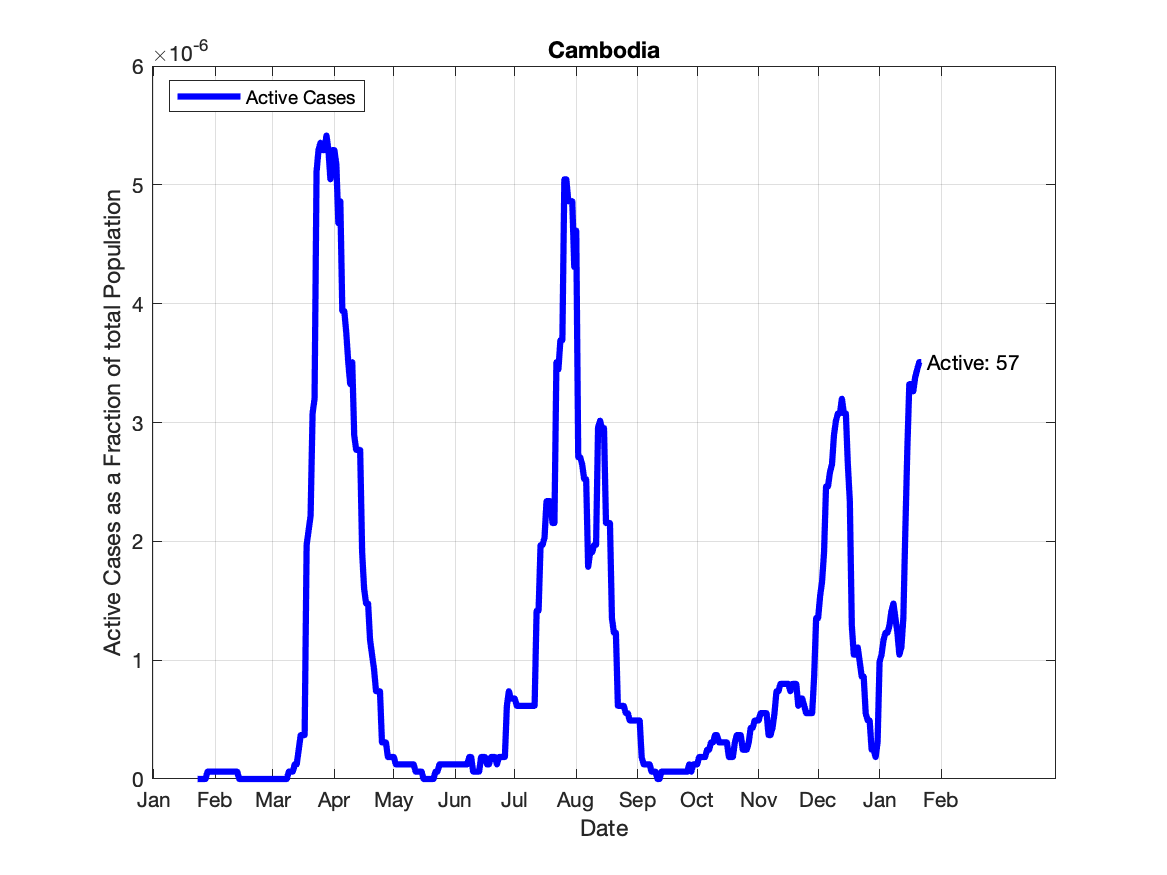 Cambodia
×10-6
6
5
4
3
2
1
0
Active Cases
Active: 57
Active Cases as a Fraction of total Population
Jan Feb Mar Apr May Jun Jul Aug Sep Oct Nov Dec Jan Feb
Date